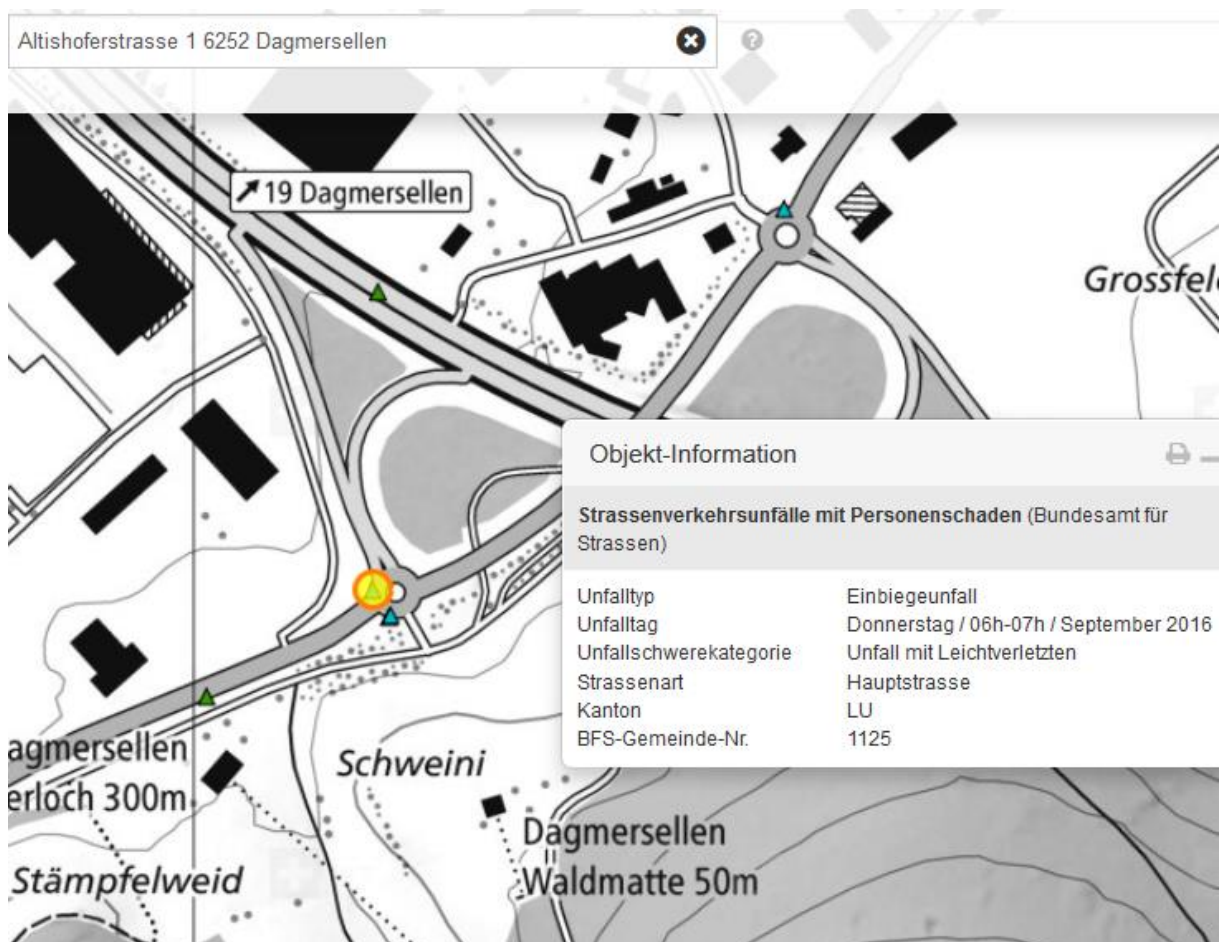 Altishoferstrasse 1 6252 Dagmersellen
19 Dagmersellen
Grossfel
Objekt-Information
Strassenverkehrsunfälle mit Personenschaden (Bundesamt für
Strassen)
Unfalltyp Einbiegeunfall
Unfalltag Donnerstag / 06h-07h / September 2016
Unfallschwerekategorie Unfall mit Leichtverletzten
Strassenart Hauptstrasse
Kanton LU
BFS-Gemeinde-Nr. 1125
agmersellen
erloch 300m
Schweini
Dagmersellen
Waldmatte 50m
Stämpfelweid